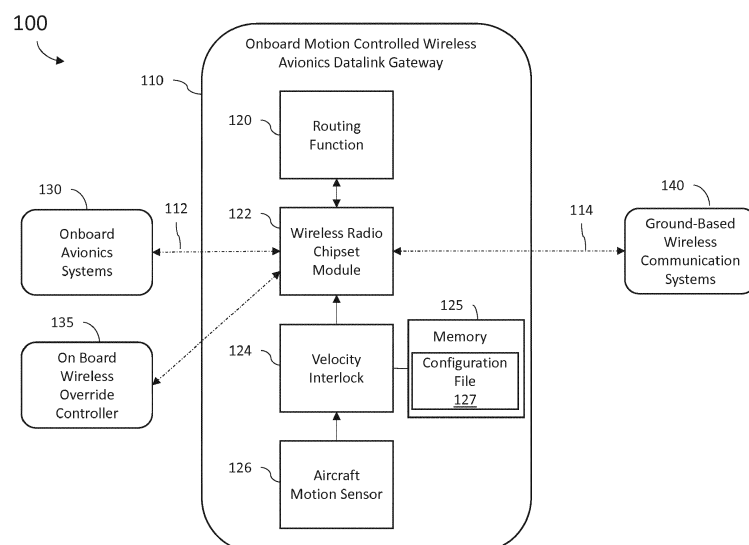 100
Onboard Motion Controlled Wireless
Avionics Datalink Gateway
110
120
Routing
Function
130
112
122
114
140
Onboard
Avionics
Systems
Wireless Radio
Chipset
Module
Ground-Based
Wireless
Communication
Systems
135
124
125
On Board
Wireless
Override
Controller
Velocity
Interlock
Memory
Configuration
File
127
126
Aircraft
Motion Sensor